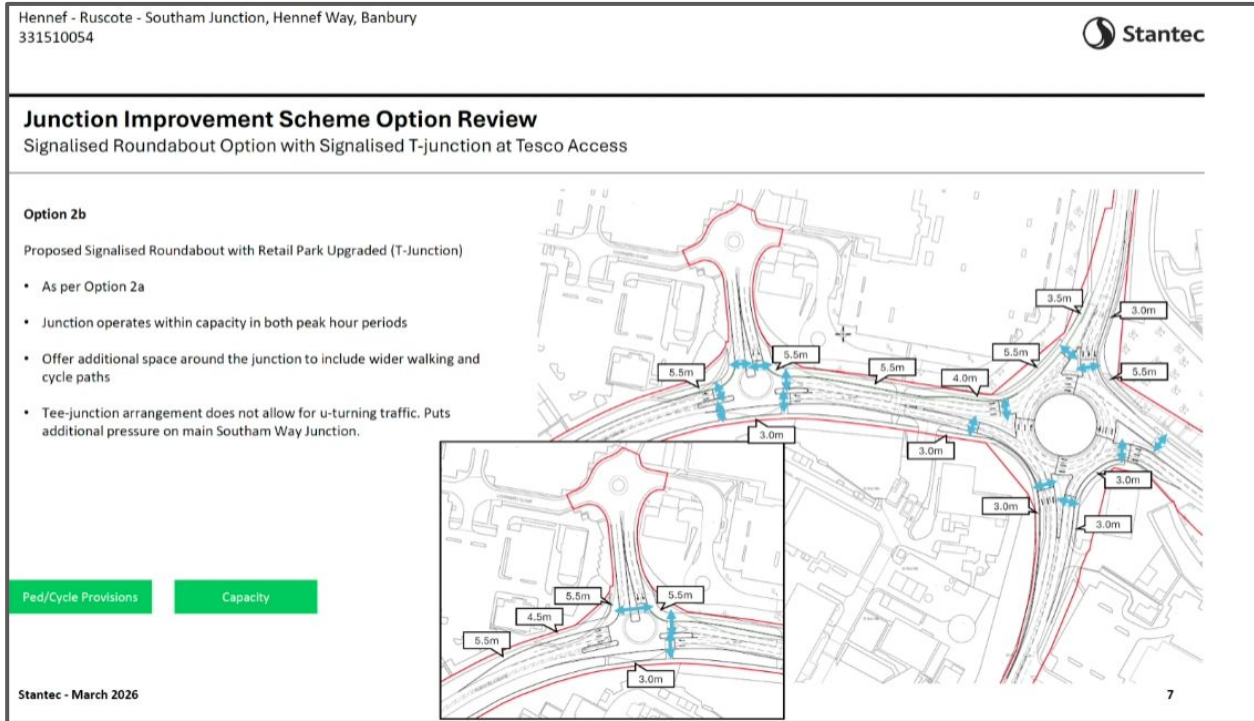 Hennef - Ruscote - Southam Junction, Hennef Way, Banbury
331510054
Stantec
Junction Improvement Scheme Option Review
Signalised Roundabout Option with Signalised T-junction at Tesco Access
Option 2b
Proposed Signalised Roundabout with Retail Park Upgraded (T-Junction)
• As per Option 2a
• Junction operates within capacity in both peak hour periods
• Offer additional space around the junction to include wider walking and
cycle paths
• Tee-junction arrangement does not allow for u-turning traffic. Puts
additional pressure on main Southam Way Junction.
Ped/Cycle Provisions
Capacity
3.5m
3.0m
5.5m
5.5m
5.5m
5.5m
4.0m
5.5m
3.0m
3.0m
3.0m
3.0m
3.0m
5.5m
5.5m
4.5m
5.5m
3.0m
Stantec - March 2026
7